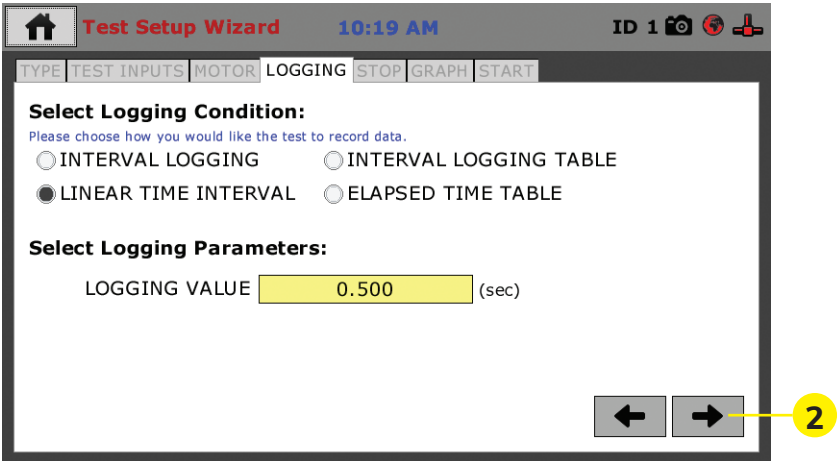 Test Setup Wizard 10:19 AM ID 1
TYPE TEST INPUTS MOTOR LOGGING STOP GRAPH START
Select Logging Condition:
Please choose how you would like the test to record data.
INTERVAL LOGGING INTERVAL LOGGING TABLE
LINEAR TIME INTERVAL ELAPSED TIME TABLE
Select Logging Parameters:
LOGGING VALUE 0.500 (sec)
2